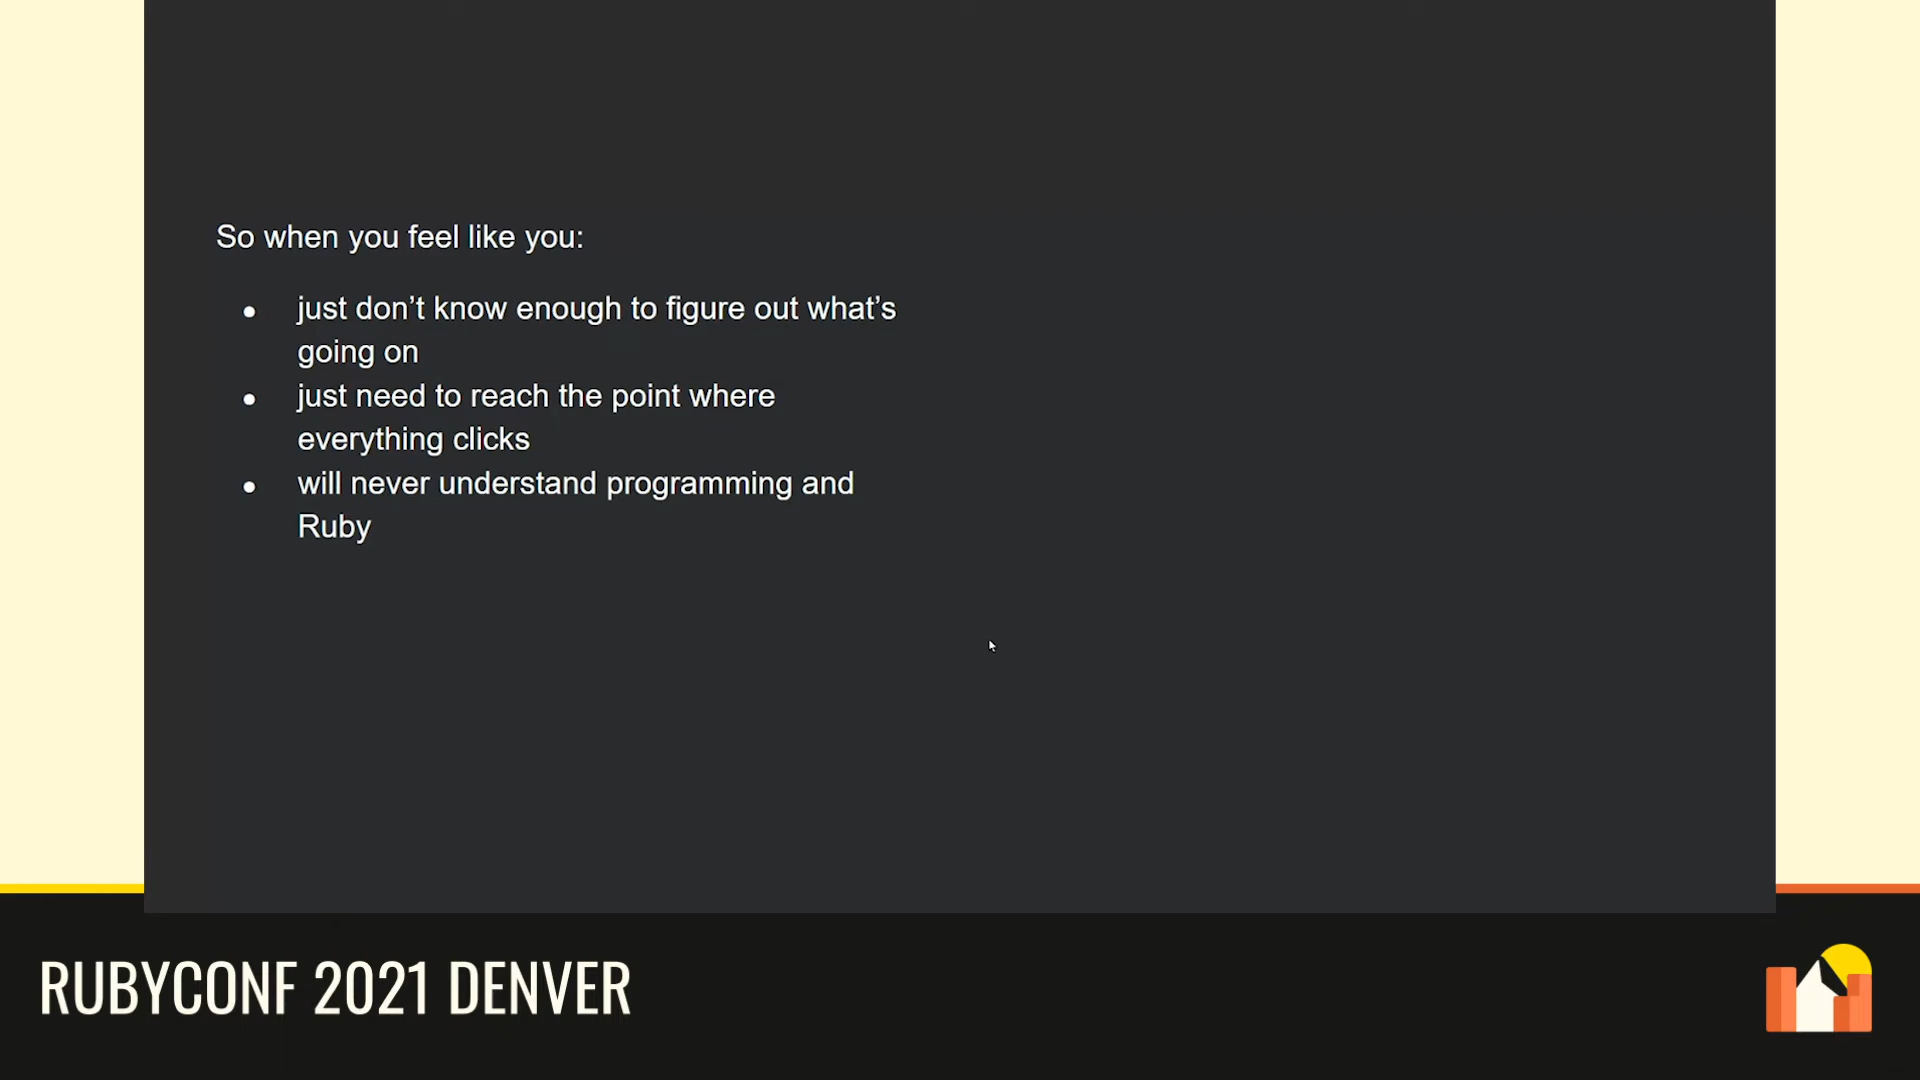 So when you feel like you:
● just don’t know enough to figure out what’s
going on
● just need to reach the point where
everything clicks
● will never understand programming and
Ruby
RUBYCONF 2021 DENVER